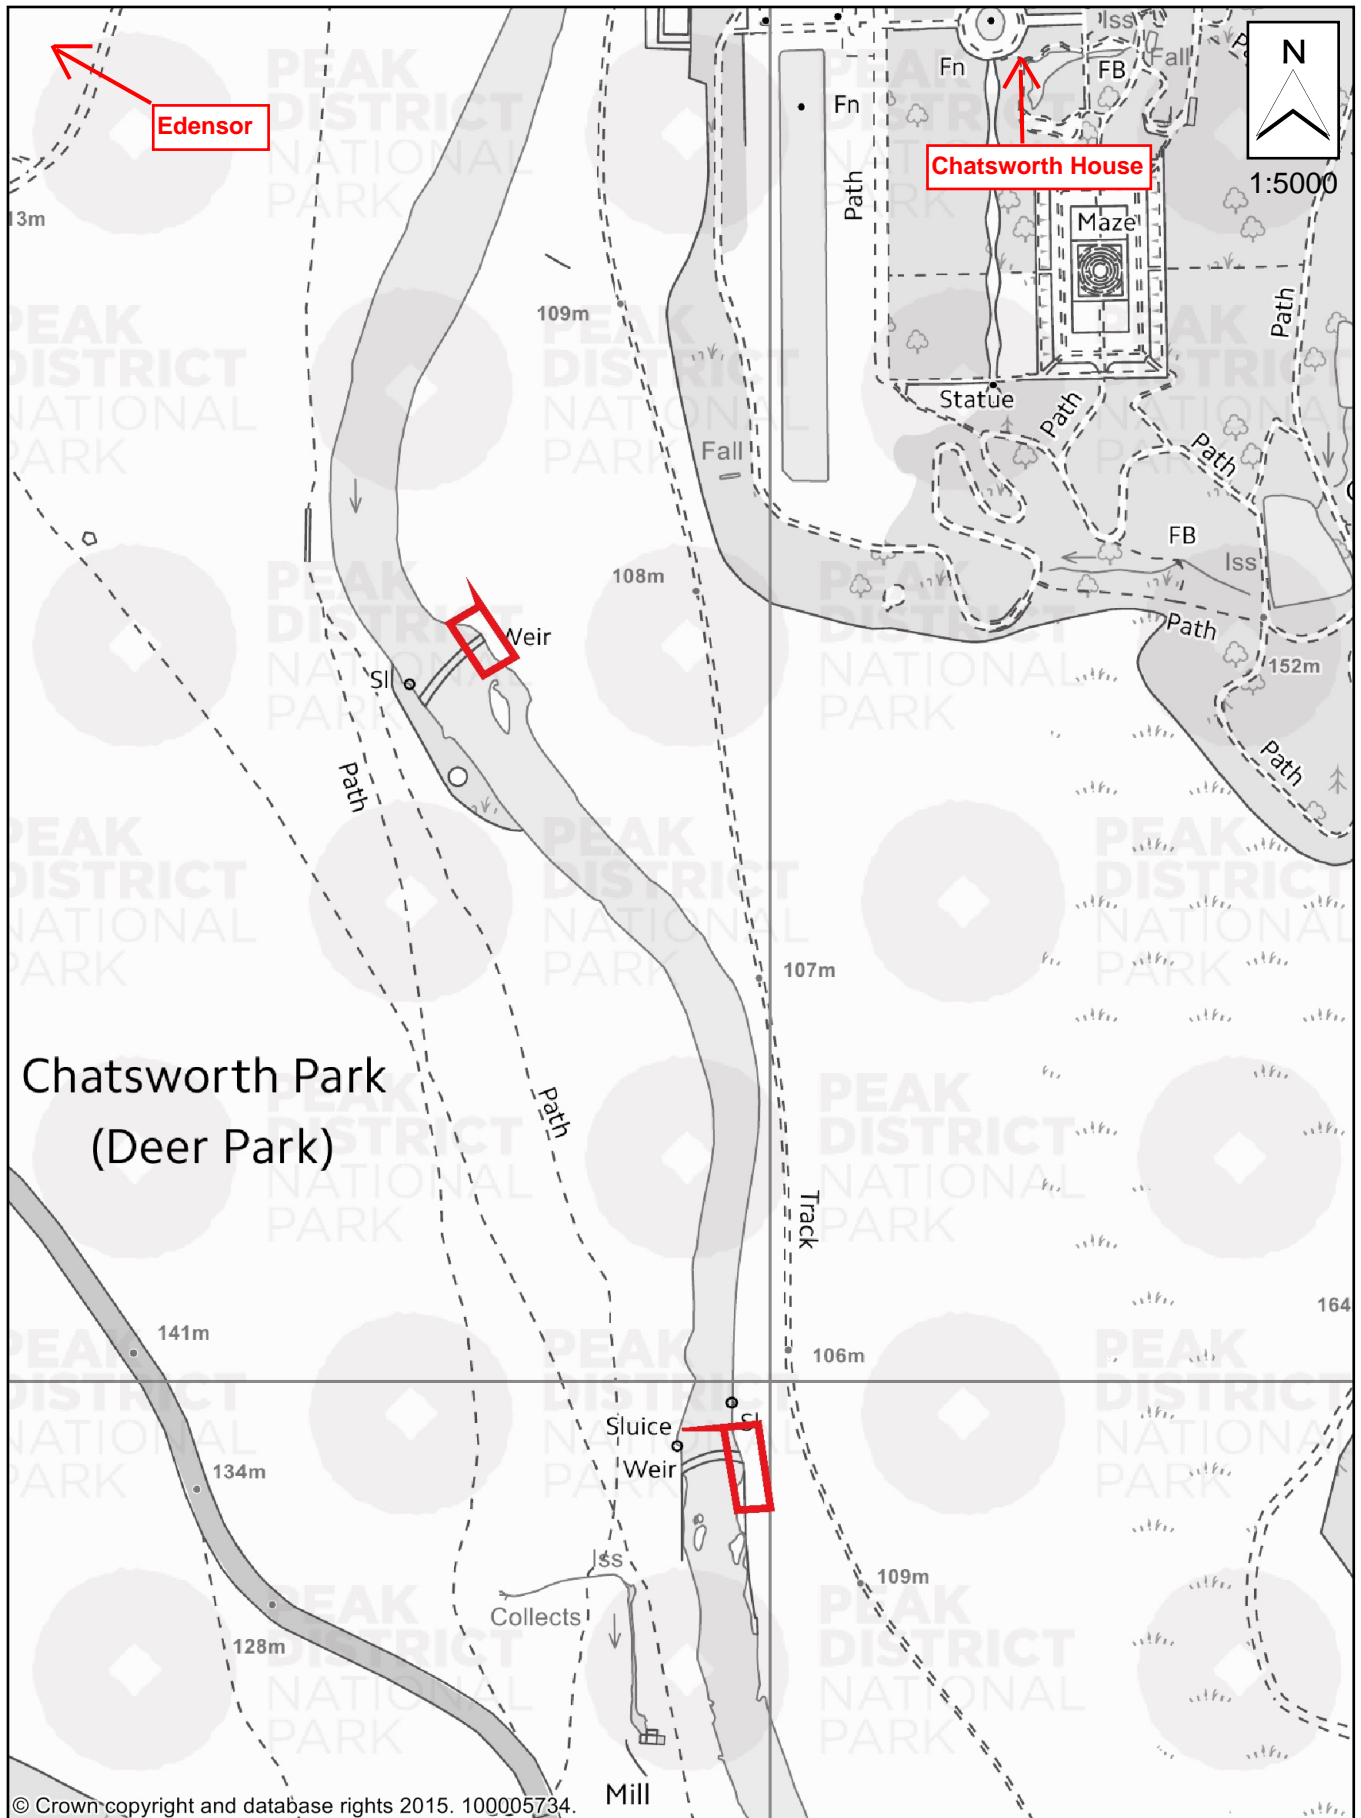 Edensor
13m
Fn
Iss
FB
Fall
N
1:5000
Fn
Path
Chatsworth House
Maze
109m
Path
Statue
Path
Path
Fall
FB
Iss
108m
Weir
Sl
Path
152m
Path
Path
107m
Chatsworth Park
(Deer Park)
Path
Track
141m
106m
164
Sluice
Weir
134m
Iss
Collects
109m
128m
Mill
© Crown copyright and database rights 2015. 100005734.
PEAK
DISTRICT
NATIONAL
PARK